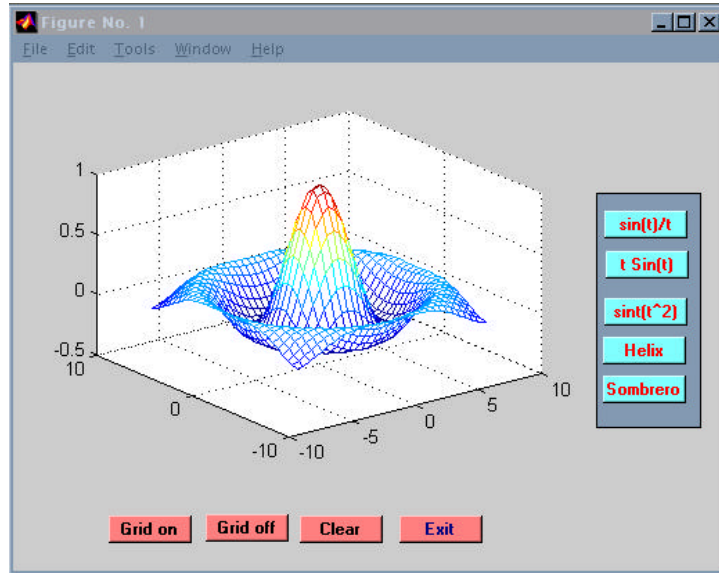 Figure No. 1
File Edit Tools Window Help
1
0.5
0
-0.5
10
0
-10
-10
-5
0
5
10
sin(t)/t
t Sin(t)
sint(t^2)
Helix
Sombrero
Grid on
Grid off
Clear
Exit